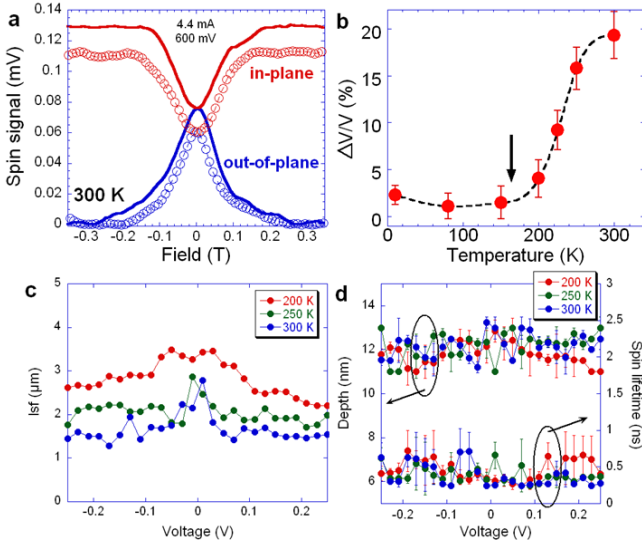 a
4.4 mA
600 mV
in-plane
out-of-plane
300 K
Spin signal (mV)
0.14
0.12
0.1
0.08
0.06
0.04
0.02
0
-0.3 -0.2 -0.1 0 0.1 0.2 0.3
Field (T)
b
ΔV/V (%)
20
15
10
5
0
0 100 200 300
Temperature (K)
c
200 K
250 K
300 K
lsf (μm)
5
4
3
2
1
0
-0.2 -0.1 0 0.1 0.2
Voltage (V)
d
200 K
250 K
300 K
Depth (nm)
14
12
10
8
6
Spin lifetime (ns)
3
2.5
2
1.5
1
0.5
0
-0.2 -0.1 0 0.1 0.2
Voltage (V)